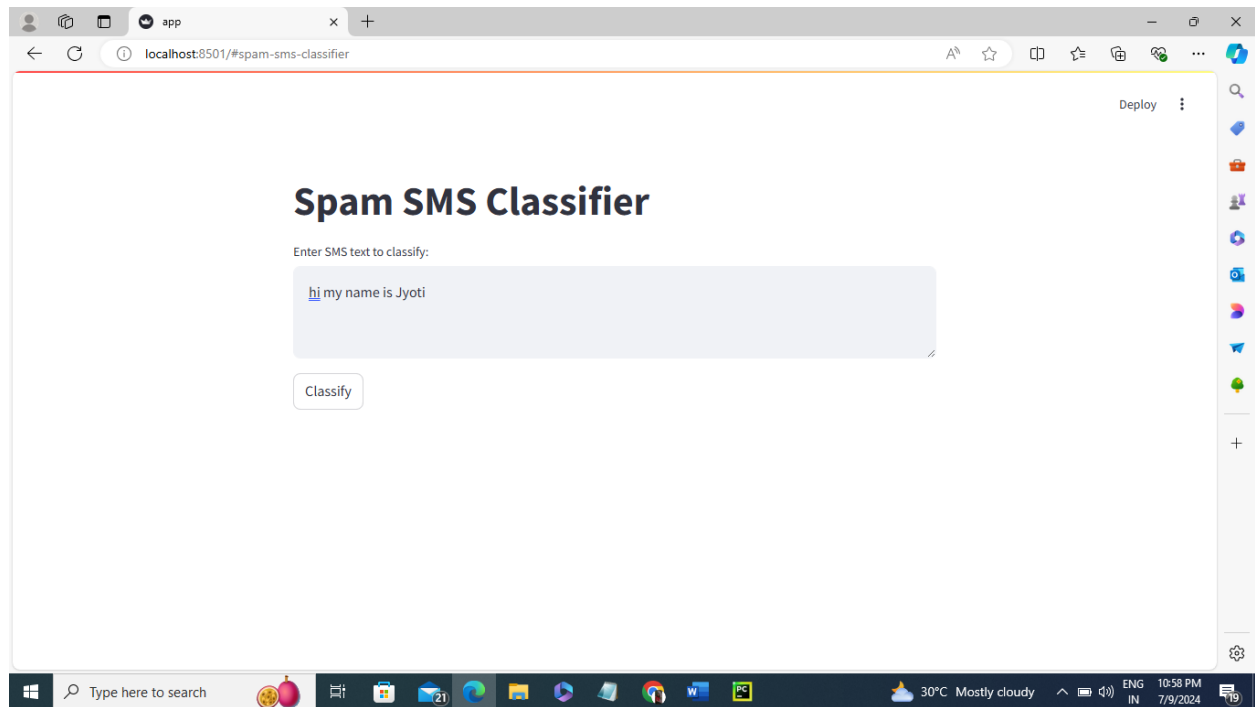 app
localhost:8501/#spam-sms-classifier
Deploy
Spam SMS Classifier
Enter SMS text to classify:
hi my name is Jyoti
Classify
Type here to search
21
W
PC
30°C Mostly cloudy
ENG
IN
10:58 PM
7/9/2024
19